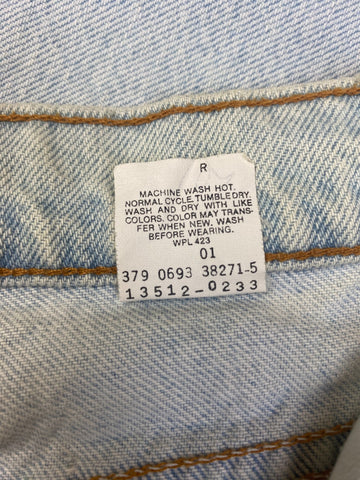 R
MACHINE WASH HOT.
NORMAL CYCLE. TUMBLE DRY.
WASH AND DRY WITH LIKE
COLORS. COLOR MAY TRANS-
FER WHEN NEW. WASH
BEFORE WEARING.
WPL 423
01
379 0693 38271-5
13512-0233